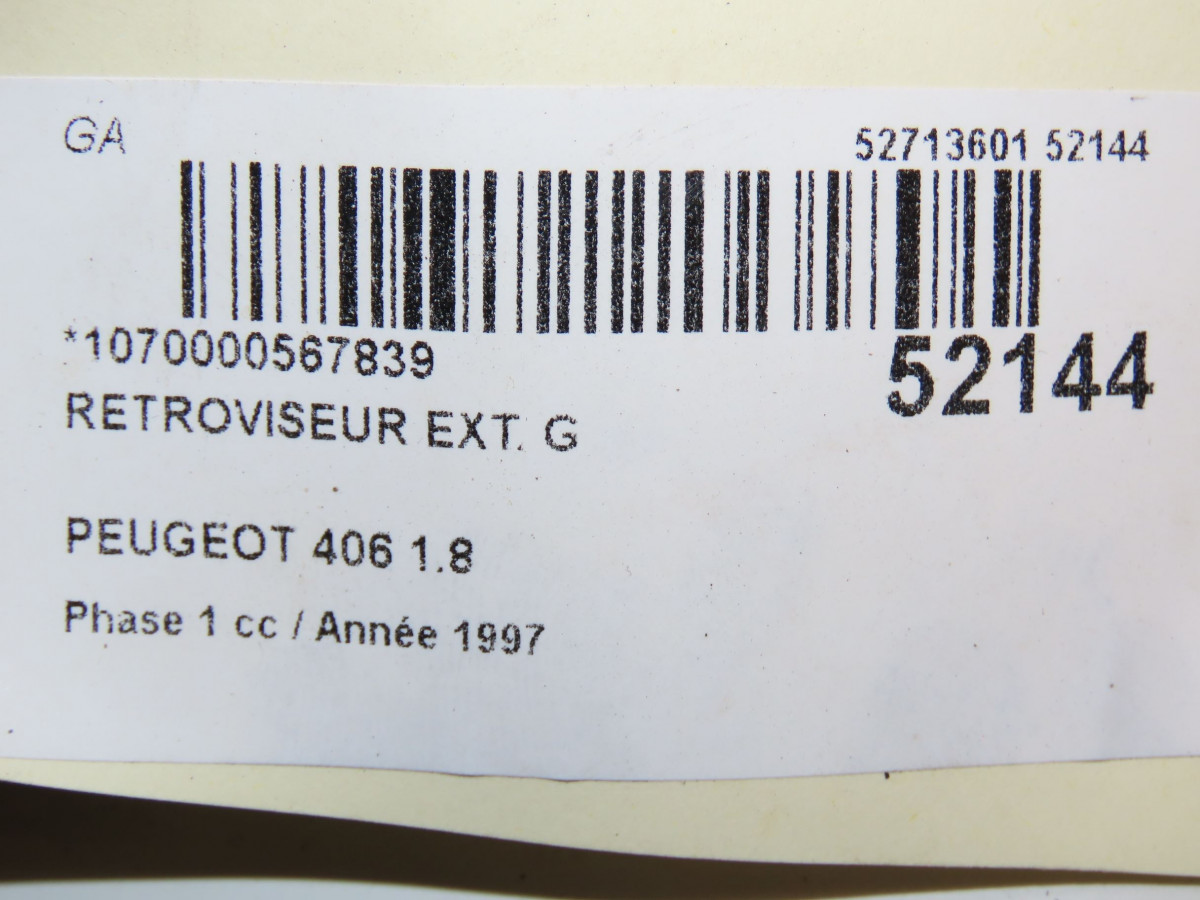 GA
52713601 52144
*1070000567839
52144
RETROVISEUR EXT. G
PEUGEOT 406 1.8
Phase 1 cc / Année 1997